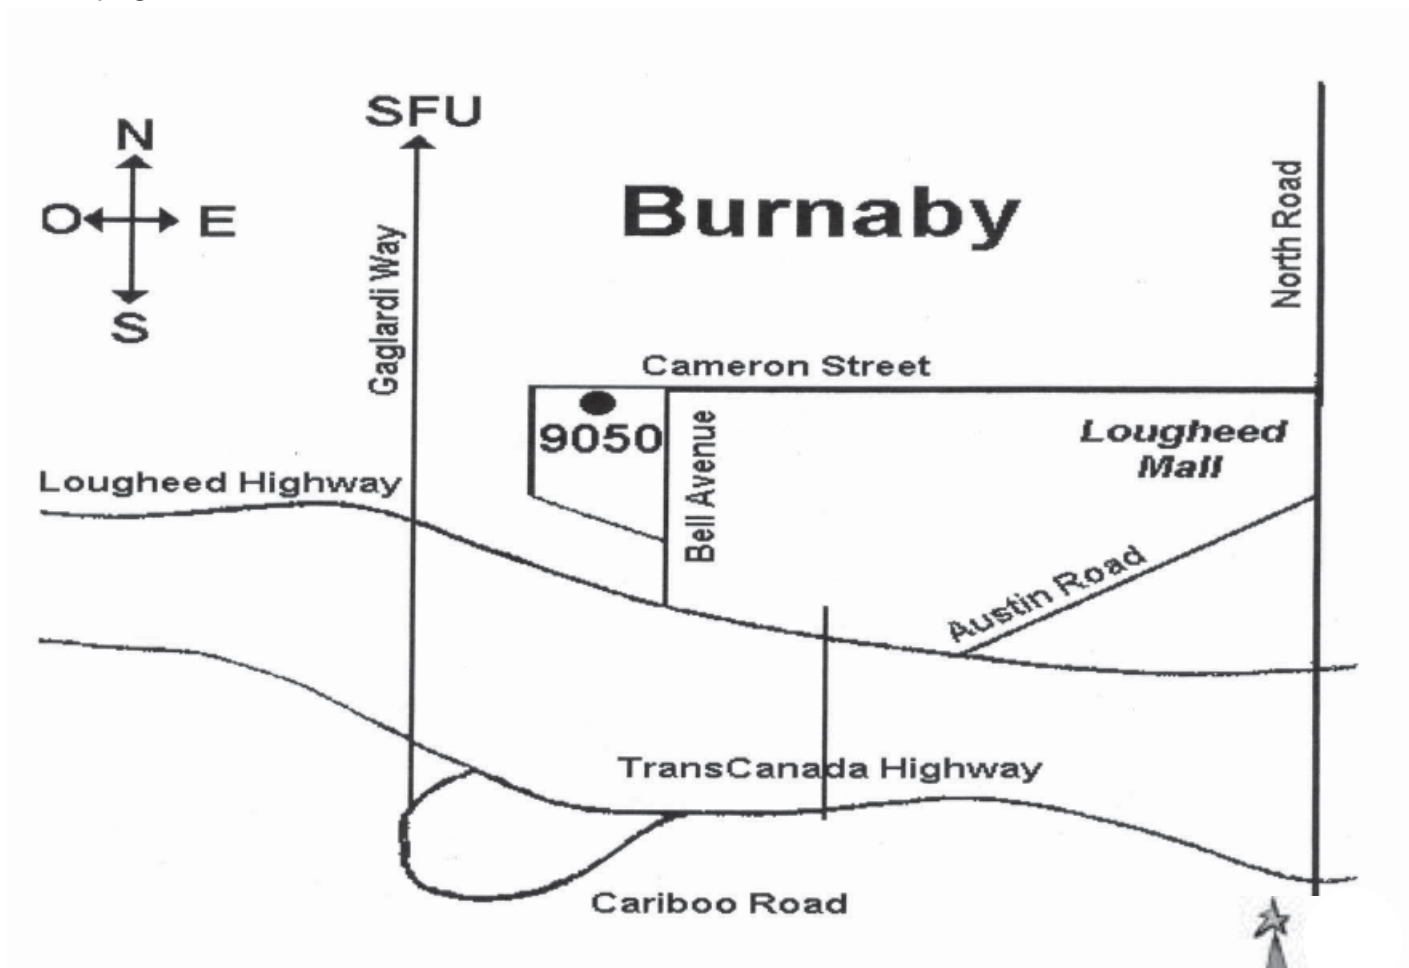 SFU
N
O E
S
Burnaby
Gaglardi Way
North Road
Cameron Street
9050
Lougheed
Mall
Bell Avenue
Lougheed Highway
Austin Road
TransCanada Highway
Cariboo Road